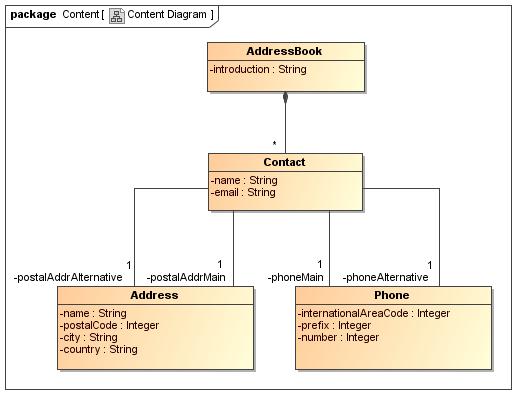 package Content [ Content Diagram ]
AddressBook
-introduction : String
*
Contact
-name : String
-email : String
1 1 1 1
-postalAddrAlternative -postalAddrMain -phoneMain -phoneAlternative
Address
-name : String
-postalCode : Integer
-city : String
-country : String
Phone
-internationalAreaCode : Integer
-prefix : Integer
-number : Integer